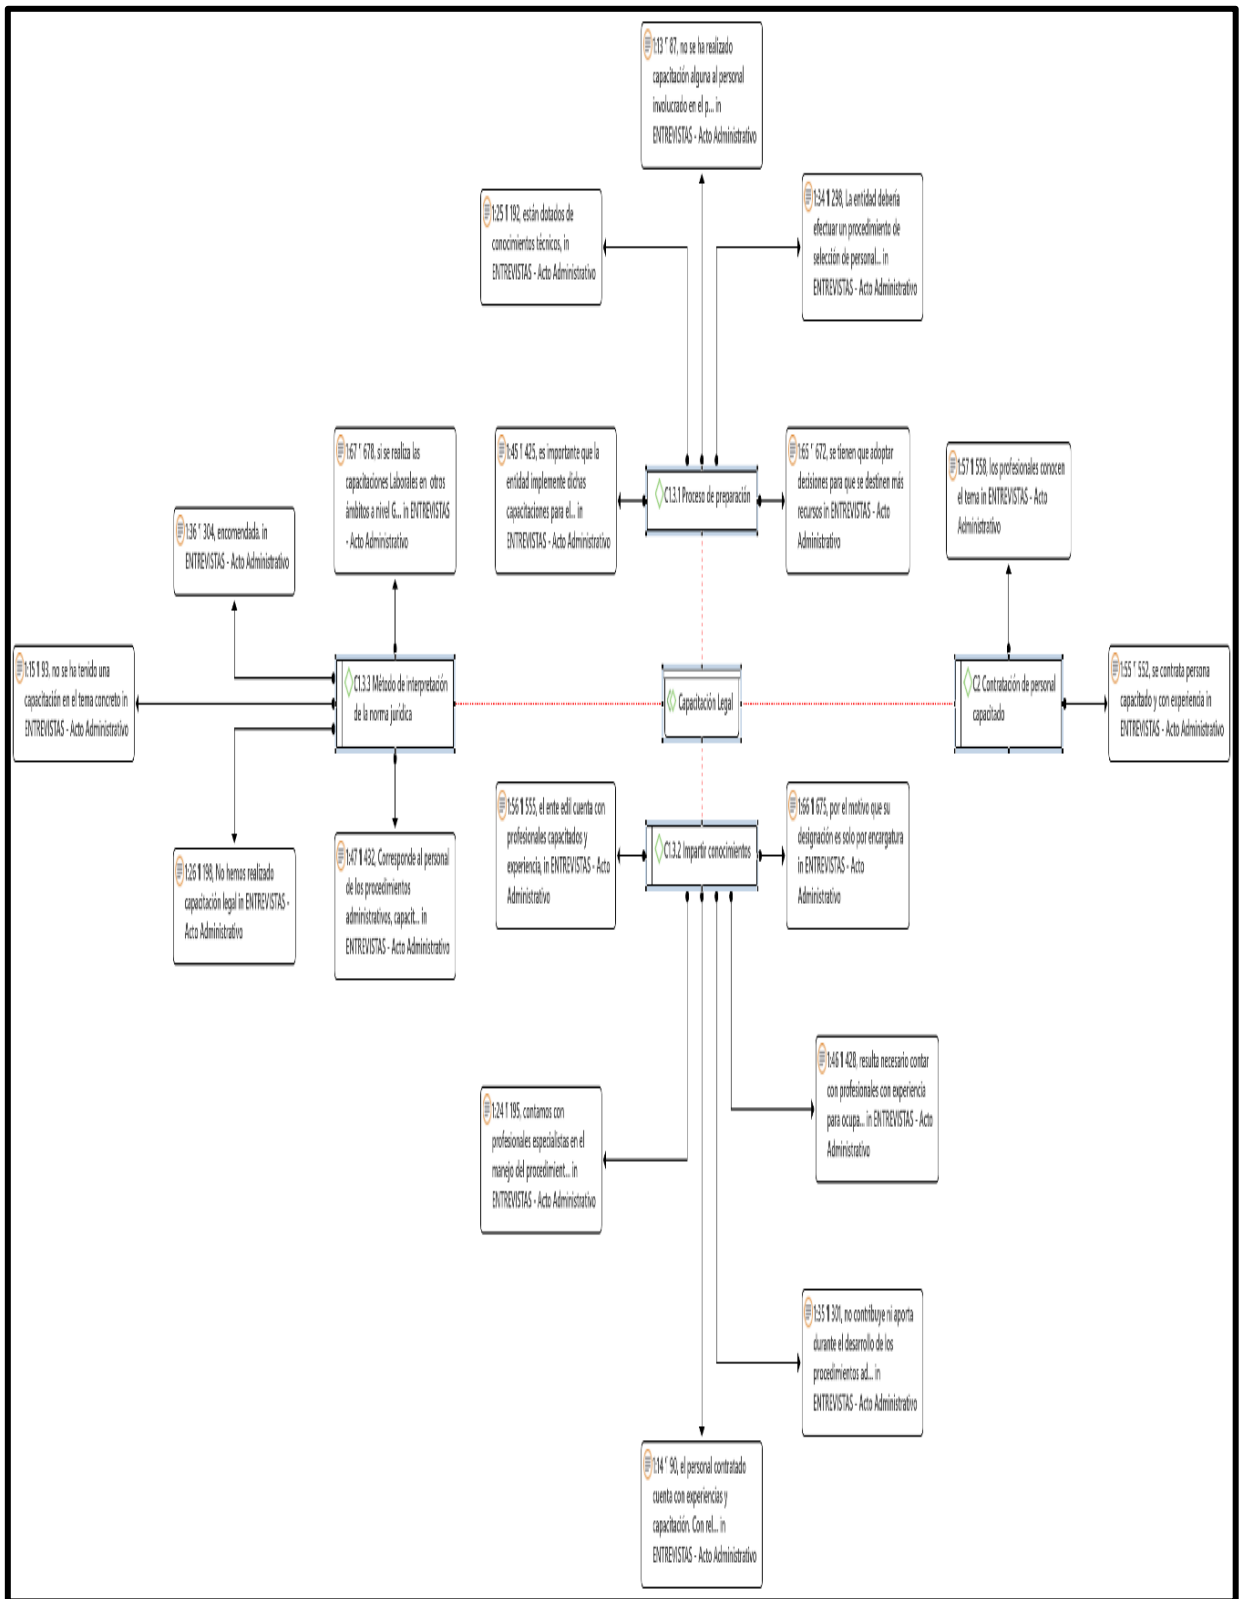 1:13 ¶ 87, no se ha realizado
capacitación alguna al personal
involucrado en el p... in
ENTREVISTAS - Acto Administrativo
1:25 ¶ 192, están dotados de
conocimientos técnicos, in
ENTREVISTAS - Acto Administrativo
1:34 ¶ 298, La entidad debería
efectuar un procedimiento de
selección de personal... in
ENTREVISTAS - Acto Administrativo
1:67 ¶ 678, si se realiza las
capacitaciones Laborales en otros
ámbitos a nivel G... in ENTREVISTAS
- Acto Administrativo
1:45 ¶ 425, es importante que la
entidad implemente dichas
capacitaciones para el... in
ENTREVISTAS - Acto Administrativo
C1.3.1 Proceso de preparación
1:65 ¶ 672, se tienen que adoptar
decisiones para que se destinen más
recursos in ENTREVISTAS - Acto
Administrativo
1:57 ¶ 558, los profesionales conocen
el tema in ENTREVISTAS - Acto
Administrativo
1:36 ¶ 304, encomendada. in
ENTREVISTAS - Acto Administrativo
1:15 ¶ 93, no se ha tenido una
capacitación en el tema concreto in
ENTREVISTAS - Acto Administrativo
C1.3.3 Método de interpretación
de la norma jurídica
Capacitación Legal
C2 Contratación de personal
capacitado
1:55 ¶ 552, se contrata persona
capacitado y con experiencia in
ENTREVISTAS - Acto Administrativo
1:26 ¶ 198, No hemos realizado
capacitación legal in ENTREVISTAS -
Acto Administrativo
1:47 ¶ 432, Corresponde al personal
de los procedimientos
administrativos, capacit... in
ENTREVISTAS - Acto Administrativo
1:56 ¶ 555, el ente edil cuenta con
profesionales capacitados y
experiencia, in ENTREVISTAS - Acto
Administrativo
C1.3.2 Impartir conocimientos
1:66 ¶ 675, por el motivo que su
designación es solo por encargatura
in ENTREVISTAS - Acto
Administrativo
1:24 ¶ 195, contamos con
profesionales especialistas en el
manejo del procedimient... in
ENTREVISTAS - Acto Administrativo
1:46 ¶ 428, resulta necesario contar
con profesionales con experiencia
para ocupa... in ENTREVISTAS - Acto
Administrativo
1:35 ¶ 301, no contribuye ni aporta
durante el desarrollo de los
procedimientos ad... in
ENTREVISTAS - Acto Administrativo
1:14 ¶ 90, el personal contratado
cuenta con experiencias y
capacitación. Con rel... in
ENTREVISTAS - Acto Administrativo